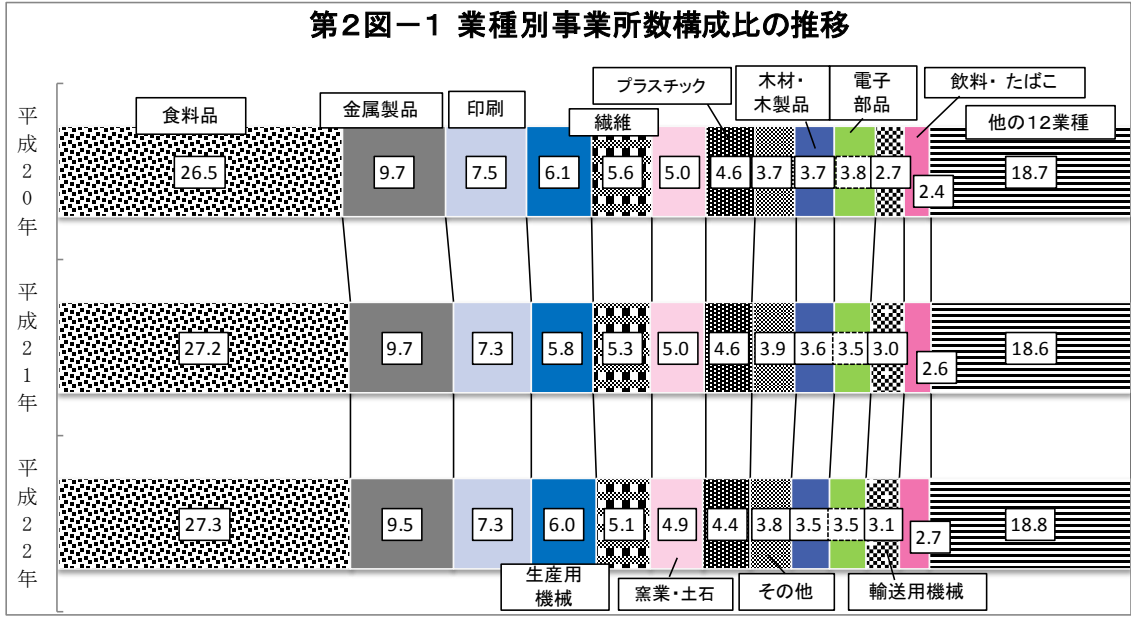 第2図－1 業種別事業所数構成比の推移
プラスチック
木材・
木製品
電子
部品
飲料・たばこ
食料品
金属製品
印刷
繊維
他の12業種
平成20年
26.5
9.7
7.5
6.1
5.6
5.0
4.6
3.7
3.7
3.8
2.7
2.4
18.7
平成21年
27.2
9.7
7.3
5.8
5.3
5.0
4.6
3.9
3.6
3.5
3.0
2.6
18.6
平成22年
27.3
9.5
7.3
6.0
5.1
4.9
4.4
3.8
3.5
3.5
3.1
2.7
18.8
生産用
機械
窯業・土石
その他
輸送用機械